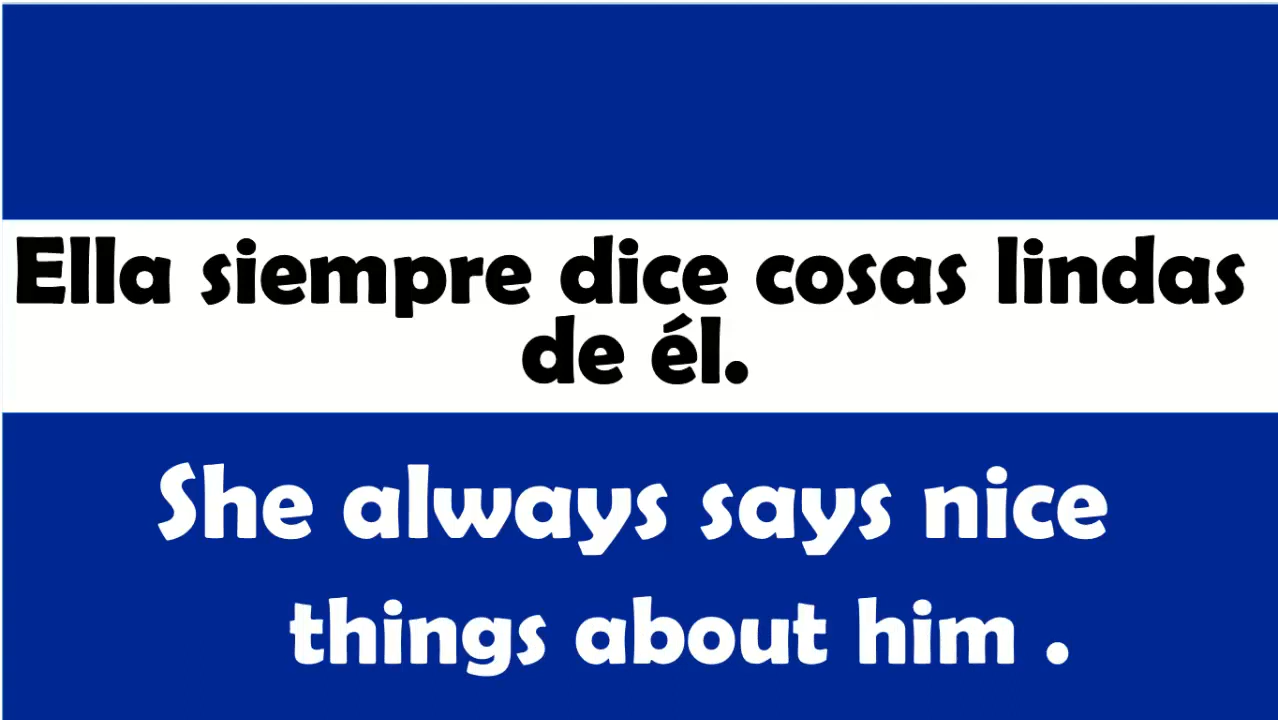 Ella siempre dice cosas lindas
de él.
She always says nice
things about him .